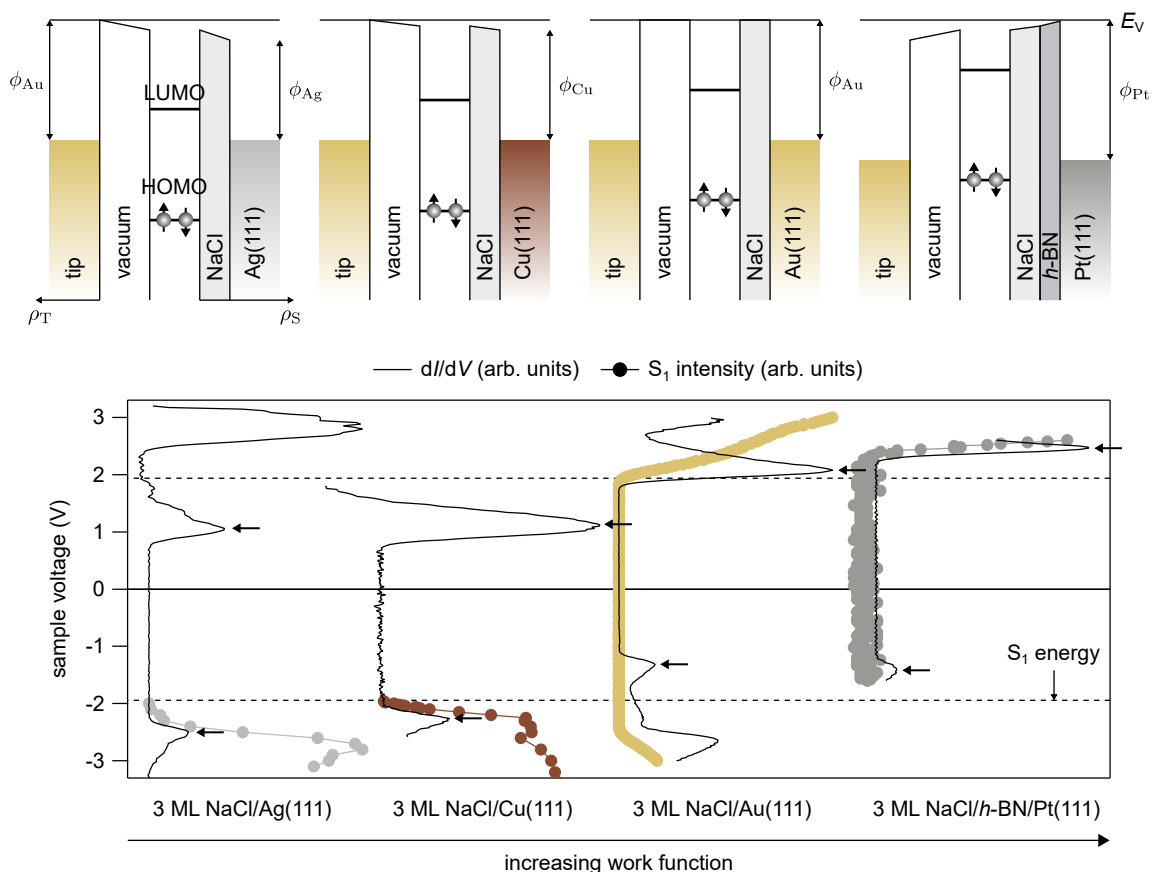 E_V
ϕ_Au
LUMO
ϕ_Ag
ϕ_Cu
ϕ_Au
ϕ_Pt
HOMO
tip
vacuum
NaCl
Ag(111)
tip
vacuum
NaCl
Cu(111)
tip
vacuum
NaCl
Au(111)
tip
vacuum
NaCl
h-BN
Pt(111)
ρ_T
ρ_S
dI/dV (arb. units)
S₁ intensity (arb. units)
sample voltage (V)
3
2
1
0
-1
-2
-3
S₁ energy
3 ML NaCl/Ag(111)
3 ML NaCl/Cu(111)
3 ML NaCl/Au(111)
3 ML NaCl/h-BN/Pt(111)
increasing work function